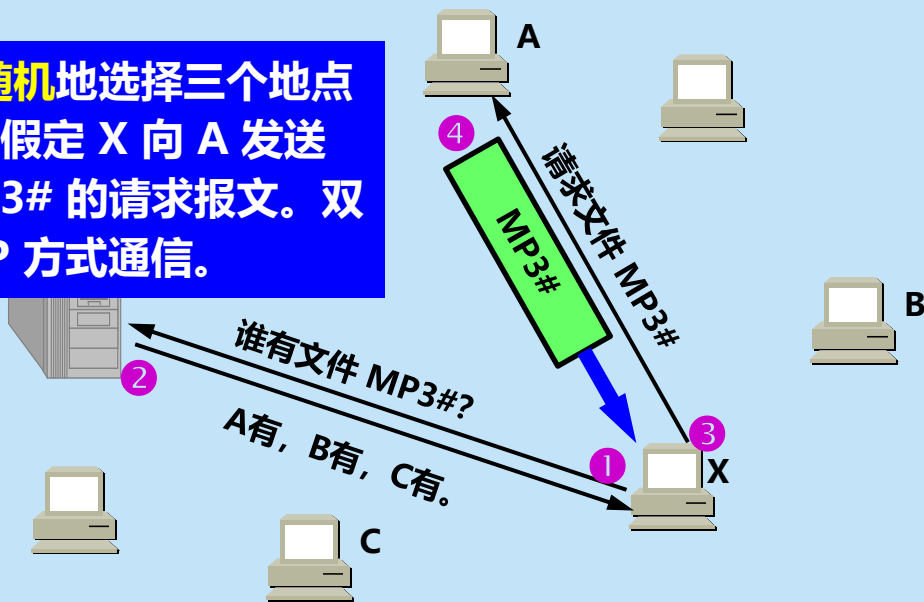 A
随机地选择三个地点
假定 X 向 A 发送
3# 的请求报文。双
P 方式通信。
④
请求文件 MP3#
MP3#
B
谁有文件 MP3#?
②
A有，B有，C有。
③
①
X
C